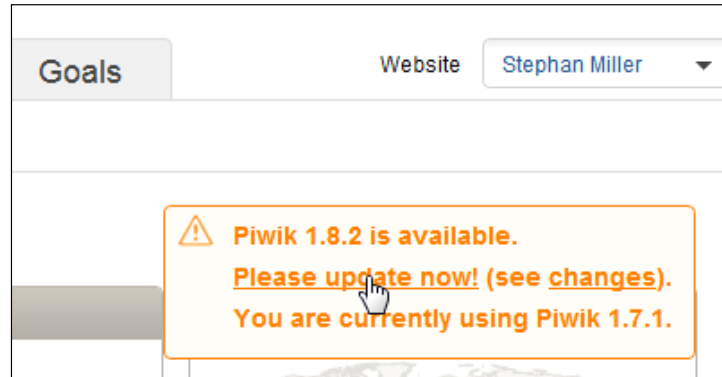 Goals
Website
Stephan Miller
Piwik 1.8.2 is available.
Please update now! (see changes).
You are currently using Piwik 1.7.1.